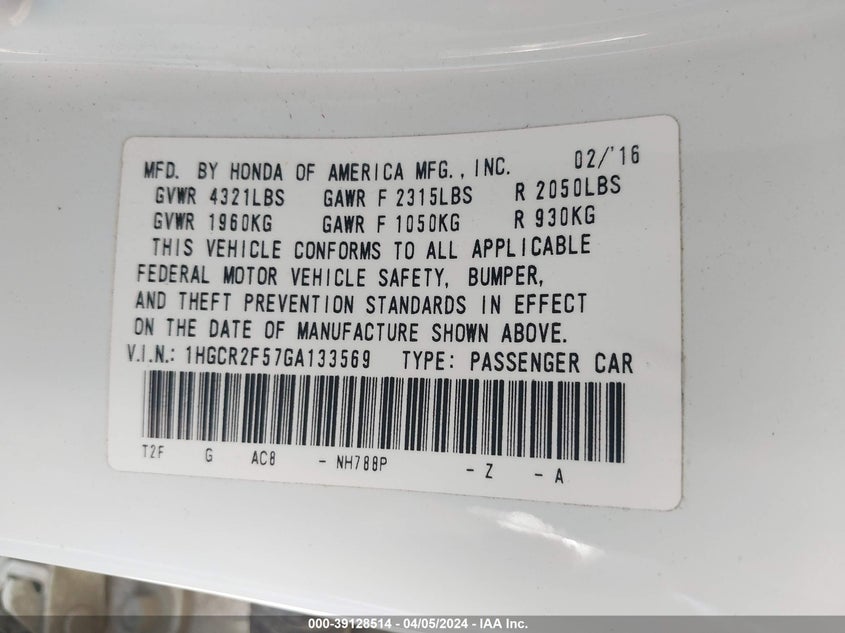 MFD. BY HONDA OF AMERICA MFG., INC. 02/'16
GVWR 4321LBS GAWR F 2315LBS R 2050LBS
GVWR 1960KG GAWR F 1050KG R 930KG
THIS VEHICLE CONFORMS TO ALL APPLICABLE
FEDERAL MOTOR VEHICLE SAFETY, BUMPER,
AND THEFT PREVENTION STANDARDS IN EFFECT
ON THE DATE OF MANUFACTURE SHOWN ABOVE.
V.I.N.: 1HGCR2F57GA133569 TYPE: PASSENGER CAR
T2F G AC8 - NH788P - Z - A
000-39128514 - 04/05/2024 - IAA Inc.